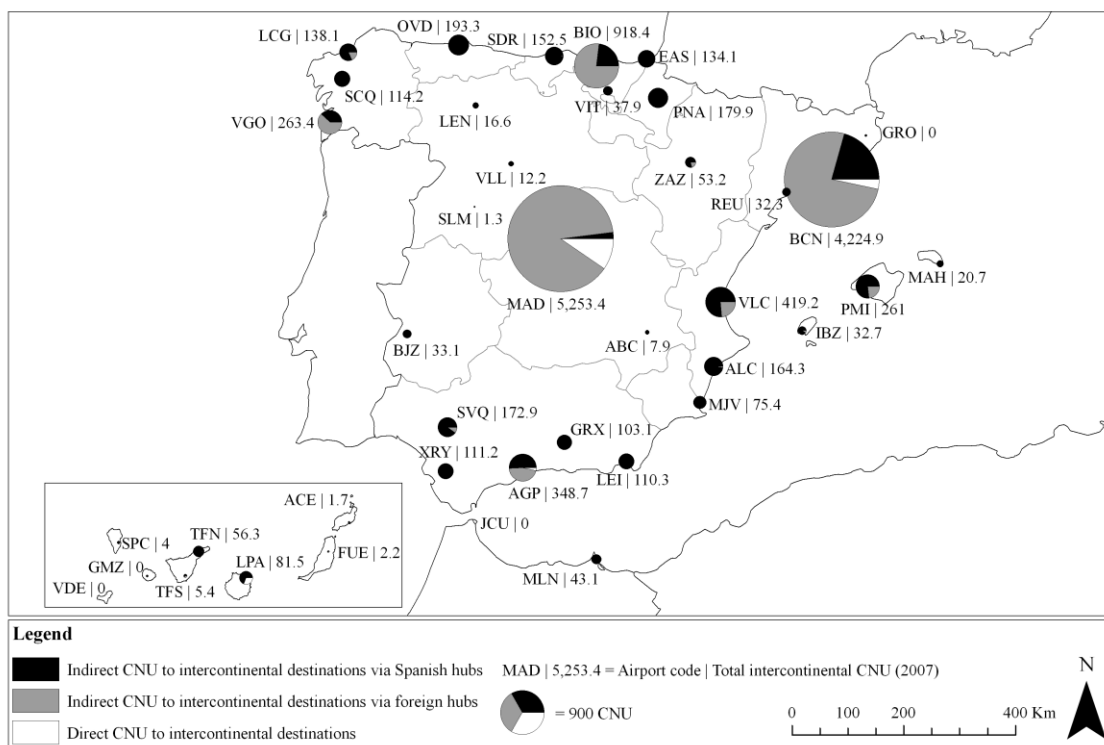 OVD | 193.3
LCG | 138.1
SDR | 152.5
BIO | 918.4
EAS | 134.1
SCQ | 114.2
VIT | 37.9
PNA | 179.9
VGO | 263.4
LEN | 16.6
GRO | 0
VLL | 12.2
ZAZ | 53.2
SLM | 1.3
REU | 32.3
BCN | 4,224.9
MAH | 20.7
MAD | 5,253.4
VLC | 419.2
PMI | 261
IBZ | 32.7
BJZ | 33.1
ABC | 7.9
ALC | 164.3
MJV | 75.4
SVQ | 172.9
GRX | 103.1
XRY | 111.2
LEI | 110.3
AGP | 348.7
JCU | 0
MLN | 43.1
ACE | 1.7
TFN | 56.3
SPC | 4
LPA | 81.5
FUE | 2.2
GMZ | 0
VDE | 0
TFS | 5.4
Legend
Indirect CNU to intercontinental destinations via Spanish hubs
Indirect CNU to intercontinental destinations via foreign hubs
Direct CNU to intercontinental destinations
MAD | 5,253.4 = Airport code | Total intercontinental CNU (2007)
= 900 CNU
N
0 100 200 400 Km